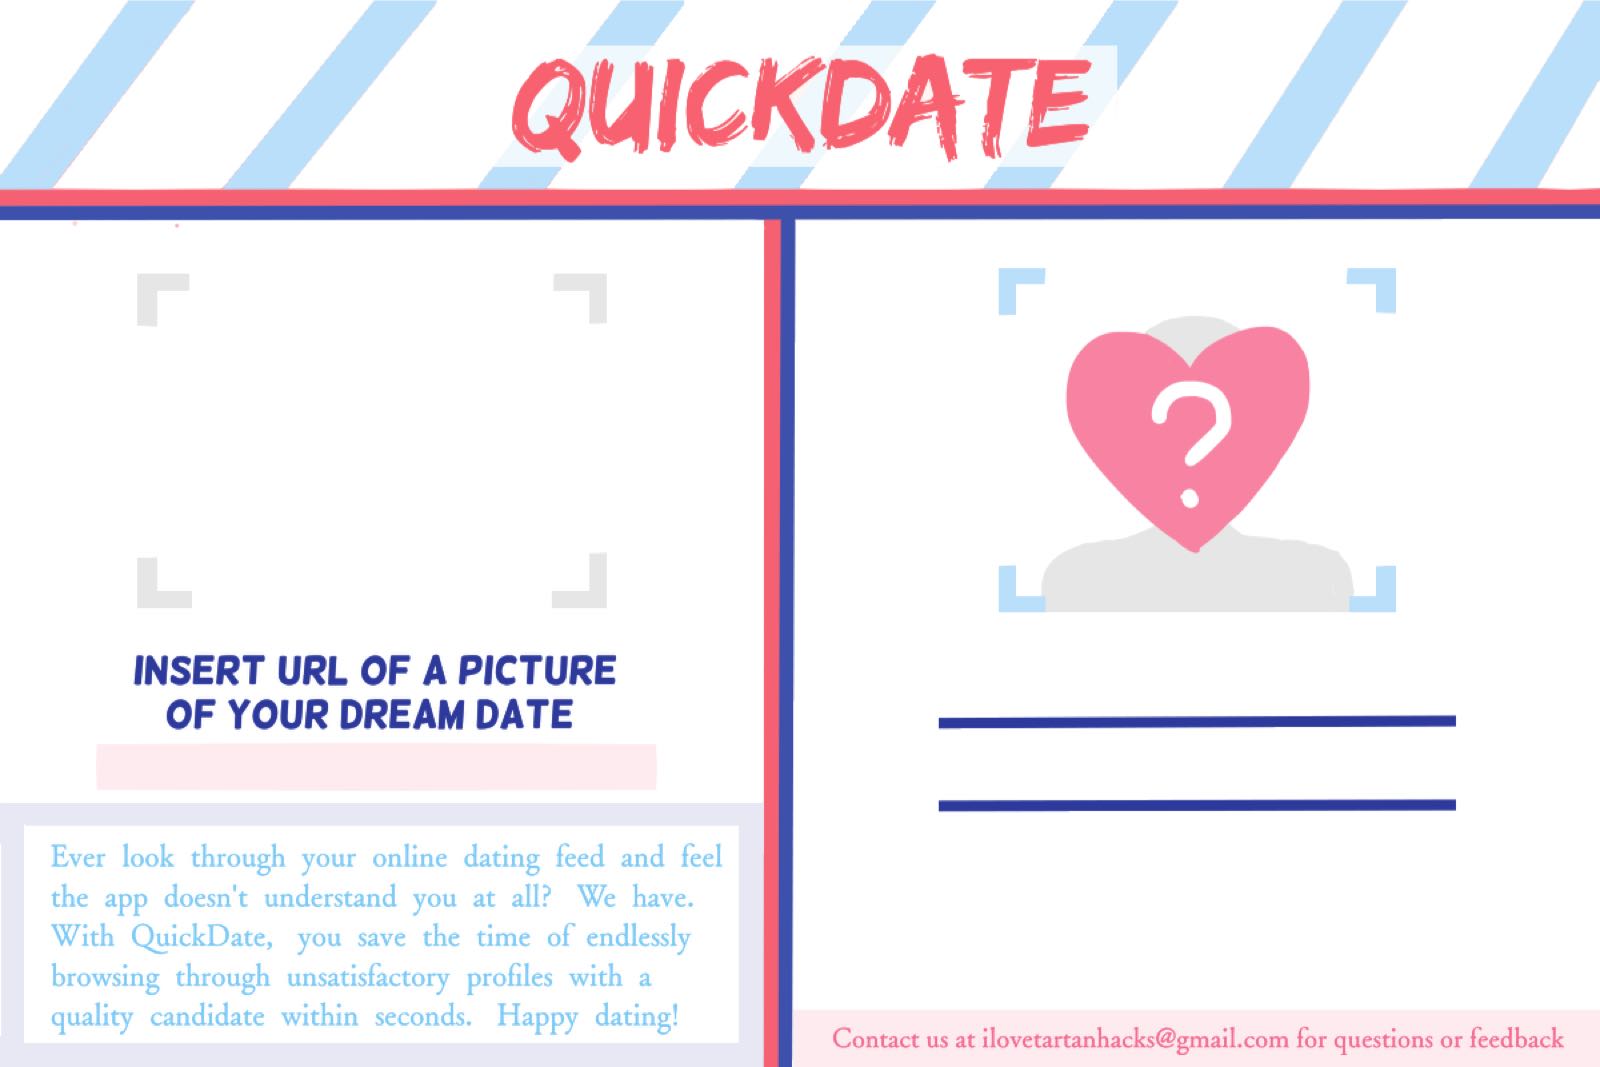 QUICKDATE
INSERT URL OF A PICTURE
OF YOUR DREAM DATE
Ever look through your online dating feed and feel
the app doesn't understand you at all? We have.
With QuickDate, you save the time of endlessly
browsing through unsatisfactory profiles with a
quality candidate within seconds. Happy dating!
?
Contact us at ilovetartanhacks@gmail.com for questions or feedback